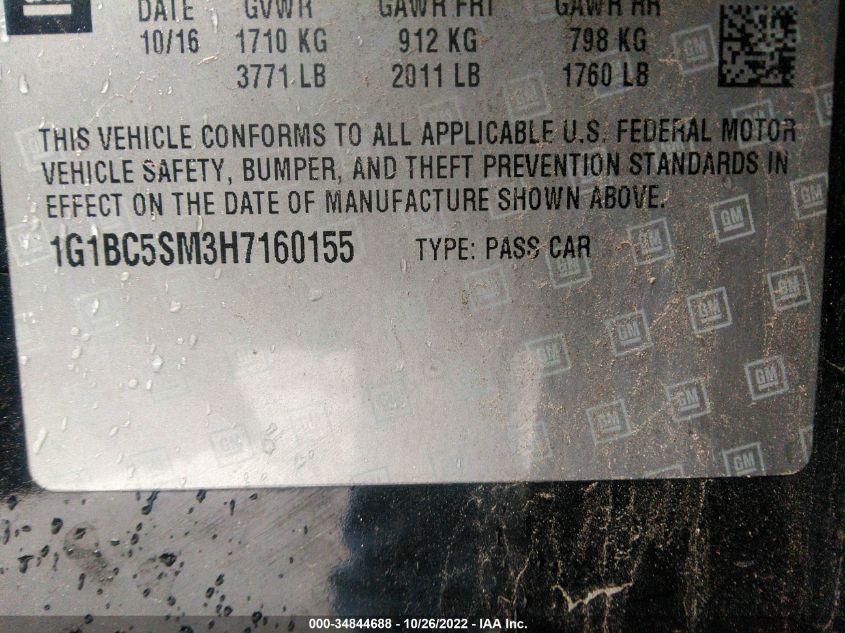 GM
DATE GVWR GAWR FRT GAWR RR
10/16 1710 KG 912 KG 798 KG
3771 LB 2011 LB 1760 LB
THIS VEHICLE CONFORMS TO ALL APPLICABLE U.S. FEDERAL MOTOR
VEHICLE SAFETY, BUMPER, AND THEFT PREVENTION STANDARDS IN
EFFECT ON THE DATE OF MANUFACTURE SHOWN ABOVE.
1G1BC5SM3H7160155 TYPE: PASS CAR
000-34844688 - 10/26/2022 - IAA Inc.